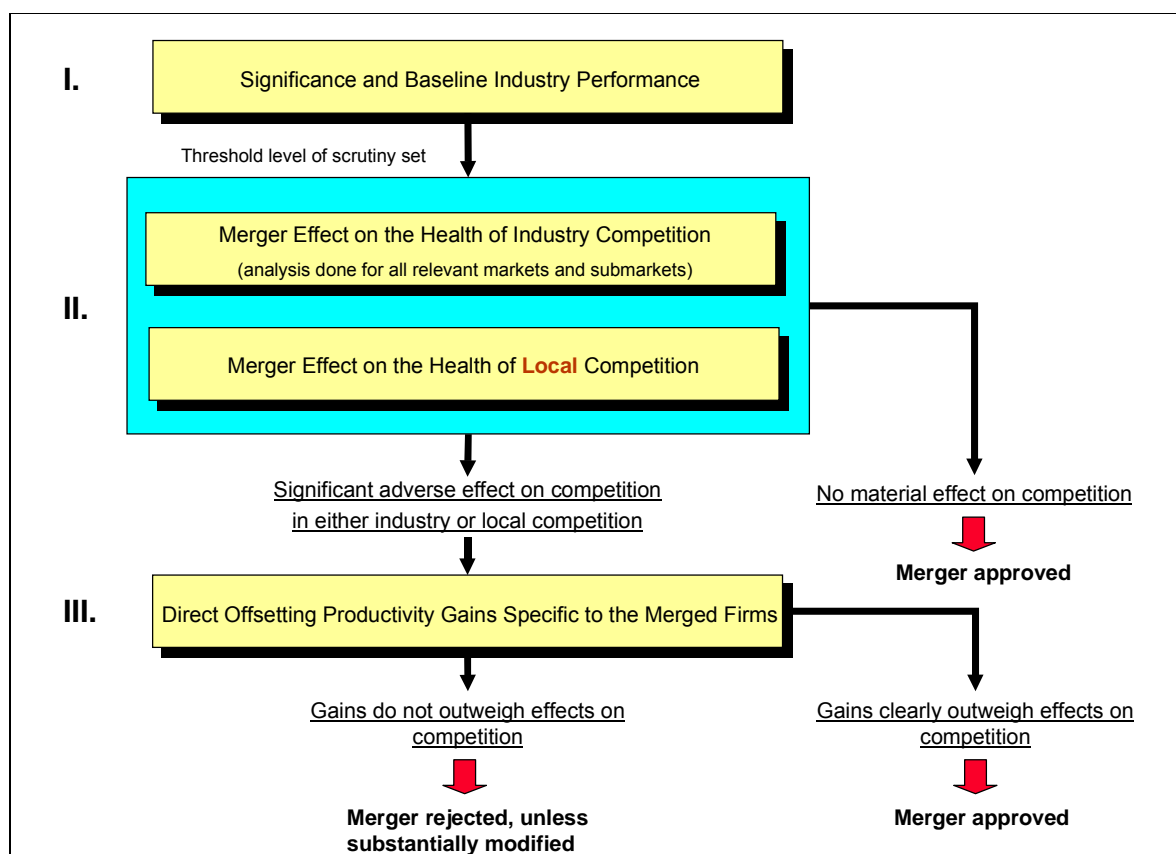 I.
Significance and Baseline Industry Performance
Threshold level of scrutiny set
II.
Merger Effect on the Health of Industry Competition
(analysis done for all relevant markets and submarkets)
Merger Effect on the Health of Local Competition
Significant adverse effect on competition
in either industry or local competition
No material effect on competition
Merger approved
III.
Direct Offsetting Productivity Gains Specific to the Merged Firms
Gains do not outweigh effects on
competition
Merger rejected, unless
substantially modified
Gains clearly outweigh effects on
competition
Merger approved